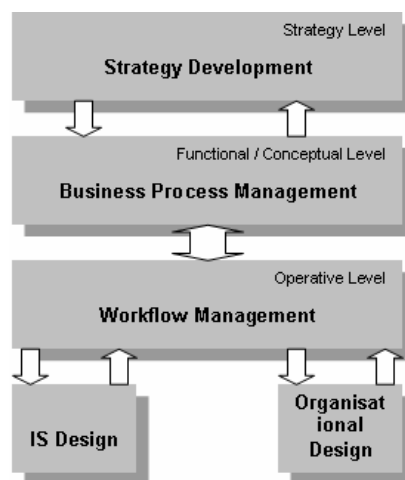 Strategy Level
Strategy Development
Functional / Conceptual Level
Business Process Management
Operative Level
Workflow Management
IS Design
Organisat
ional
Design